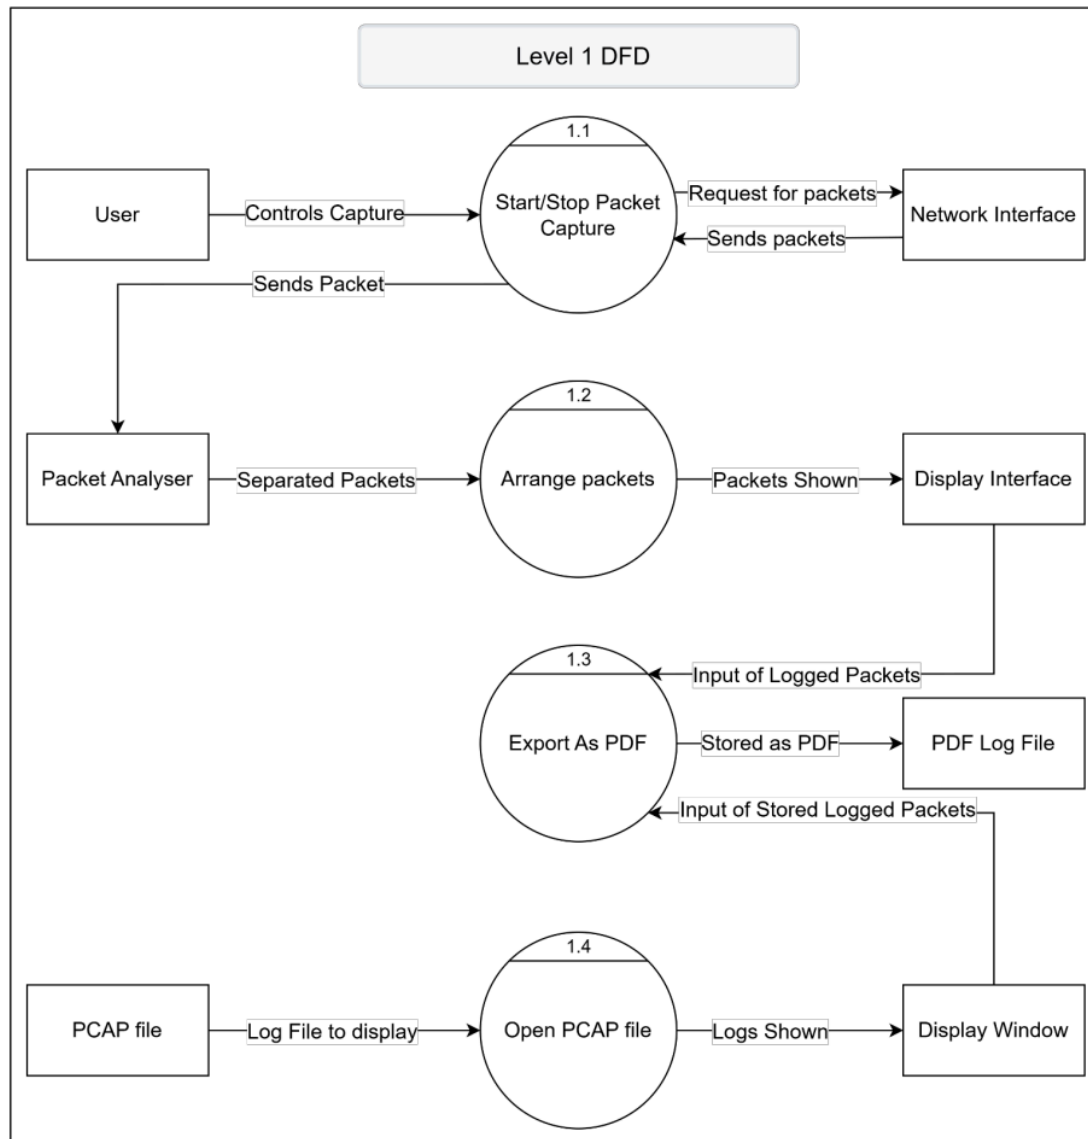 Level 1 DFD
1.1
User
Controls Capture
Start/Stop Packet
Capture
Request for packets
Sends packets
Network Interface
Sends Packet
1.2
Packet Analyser
Separated Packets
Arrange packets
Packets Shown
Display Interface
1.3
Input of Logged Packets
Export As PDF
Stored as PDF
PDF Log File
Input of Stored Logged Packets
1.4
PCAP file
Log File to display
Open PCAP file
Logs Shown
Display Window